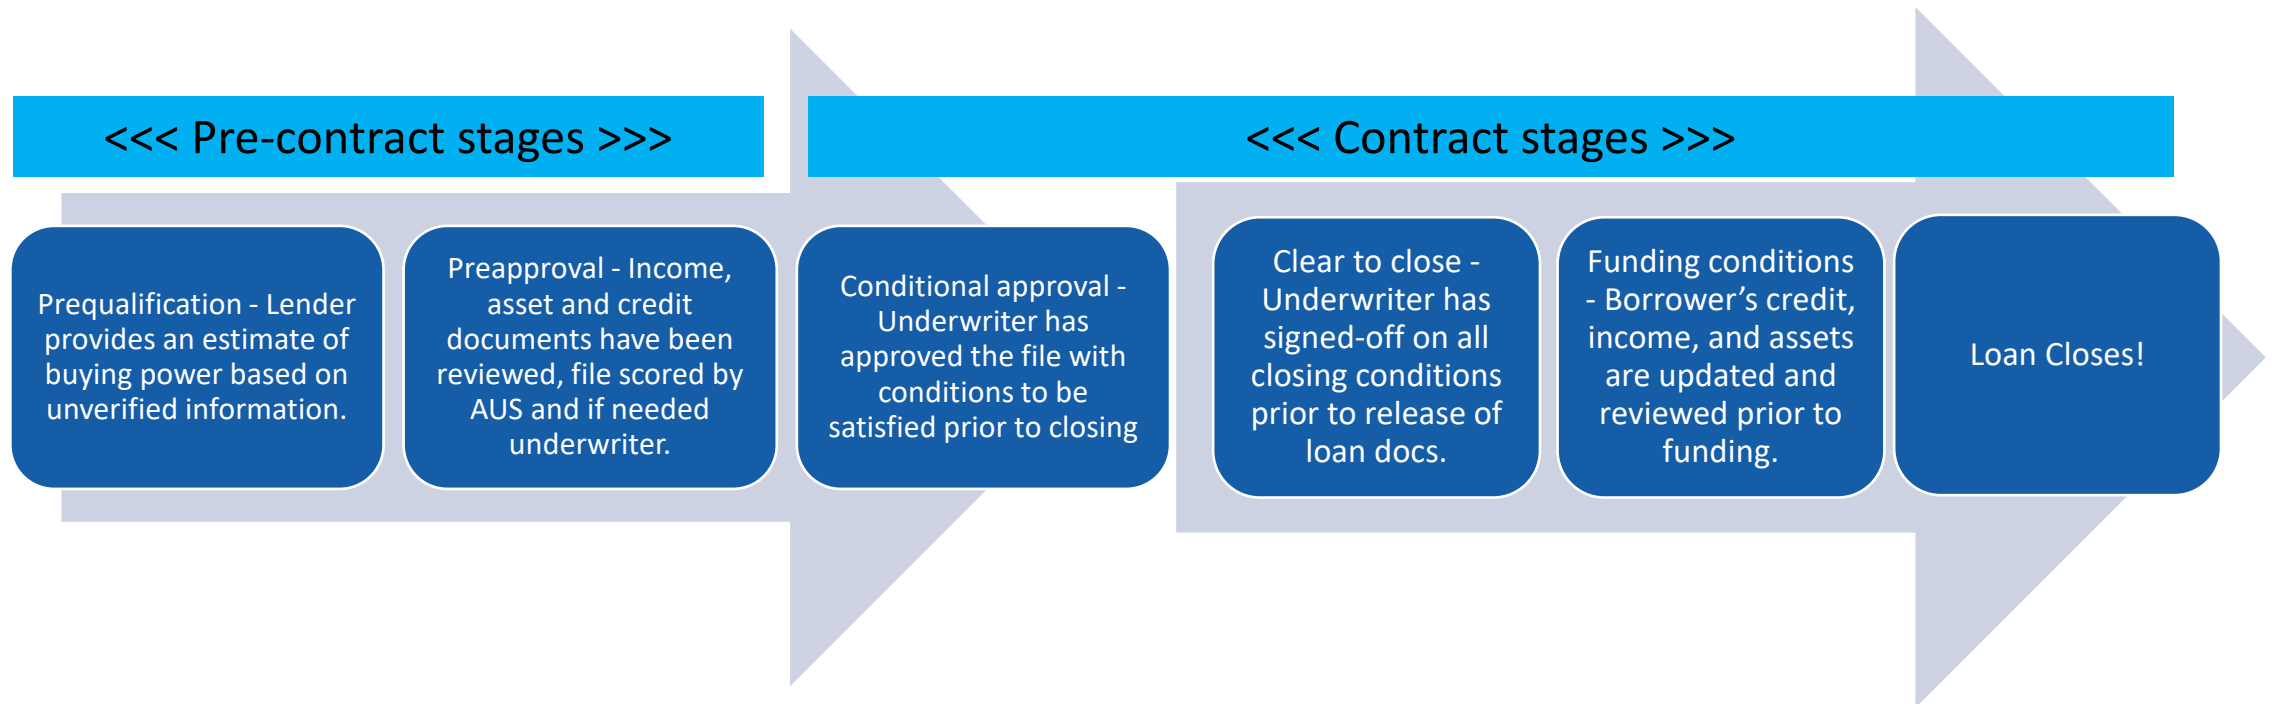 <<< Pre-contract stages >>>
<<< Contract stages >>>
Prequalification - Lender
provides an estimate of
buying power based on
unverified information.
Preapproval - Income,
asset and credit
documents have been
reviewed, file scored by
AUS and if needed
underwriter.
Conditional approval -
Underwriter has
approved the file with
conditions to be
satisfied prior to closing
Clear to close -
Underwriter has
signed-off on all
closing conditions
prior to release of
loan docs.
Funding conditions
- Borrower’s credit,
income, and assets
are updated and
reviewed prior to
funding.
Loan Closes!